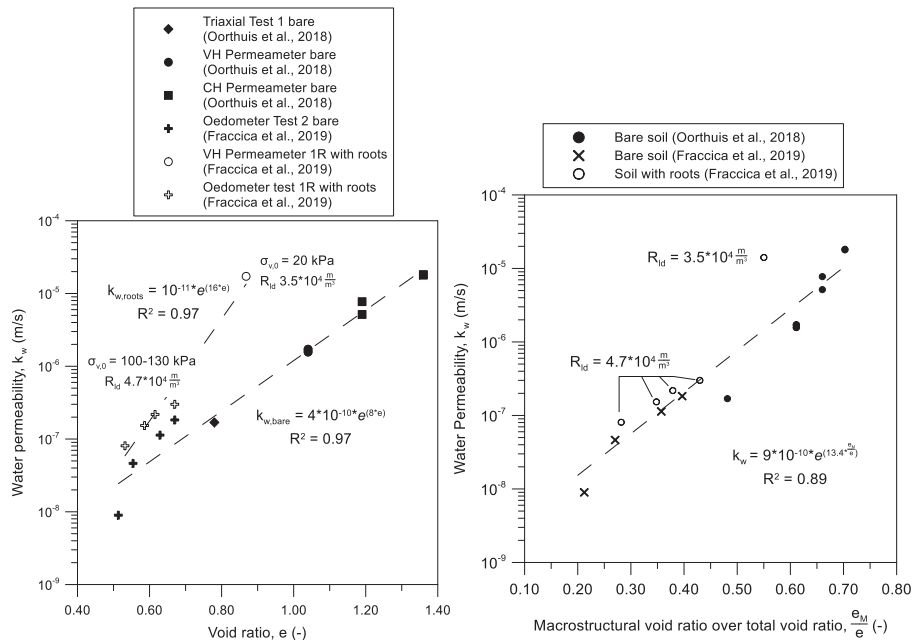 Triaxial Test 1 bare
(Oorthuis et al., 2018)
VH Permeameter bare
(Oorthuis et al., 2018)
CH Permeameter bare
(Oorthuis et al., 2018)
Oedometer Test 2 bare
(Fraccica et al., 2019)
VH Permeameter 1R with roots
(Fraccica et al., 2019)
Oedometer test 1R with roots
(Fraccica et al., 2019)
10⁻⁴
10⁻⁵
10⁻⁶
10⁻⁷
10⁻⁸
10⁻⁹
Water permeability, k_w (m/s)
σ_v,0 = 20 kPa
R_ld 3.5*10⁴ m/m³
k_w,roots = 10⁻¹¹*e^(16*e)
R² = 0.97
σ_v,0 = 100-130 kPa
R_ld 4.7*10⁴ m/m³
k_w,bare = 4*10⁻¹⁰*e^(8*e)
R² = 0.97
0.40 0.60 0.80 1.00 1.20 1.40
Void ratio, e (-)
Bare soil (Oorthuis et al., 2018)
Bare soil (Fraccica et al., 2019)
Soil with roots (Fraccica et al., 2019)
10⁻⁴
10⁻⁵
10⁻⁶
10⁻⁷
10⁻⁸
10⁻⁹
Water Permeability, k_w (m/s)
R_ld = 3.5*10⁴ m/m³
R_ld = 4.7*10⁴ m/m³
k_w = 9*10⁻¹⁰*e^(13.4*e_M/e)
R² = 0.89
0.10 0.20 0.30 0.40 0.50 0.60 0.70 0.80
Macrostructural void ratio over total void ratio, e_M/e (-)